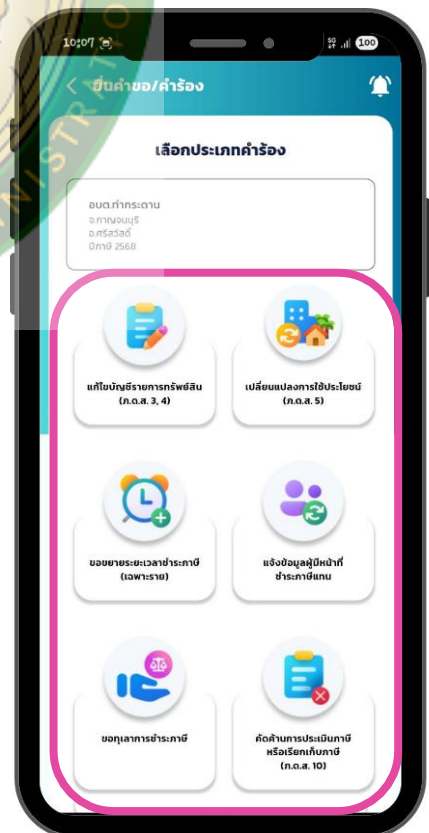 NISTRATIO
10:07
5G
100
ยื่นคำขอ/คำร้อง
เลือกประเภทคำร้อง
อบต.ท่ากระดาน
จ.กาญจนบุรี
อ.ศรีสวัสดิ์
ปีภาษี 2568
แก้ไขบัญชีรายการทรัพย์สิน
(ภ.ด.ส. 3, 4)
เปลี่ยนแปลงการใช้ประโยชน์
(ภ.ด.ส. 5)
ขอขยายระยะเวลาชำระภาษี
(เฉพาะราย)
แจ้งข้อมูลผู้มีหน้าที่
ชำระภาษีแทน
ขอทุเลาการชำระภาษี
คัดค้านการประเมินภาษี
หรือเรียกเก็บภาษี
(ภ.ด.ส. 10)